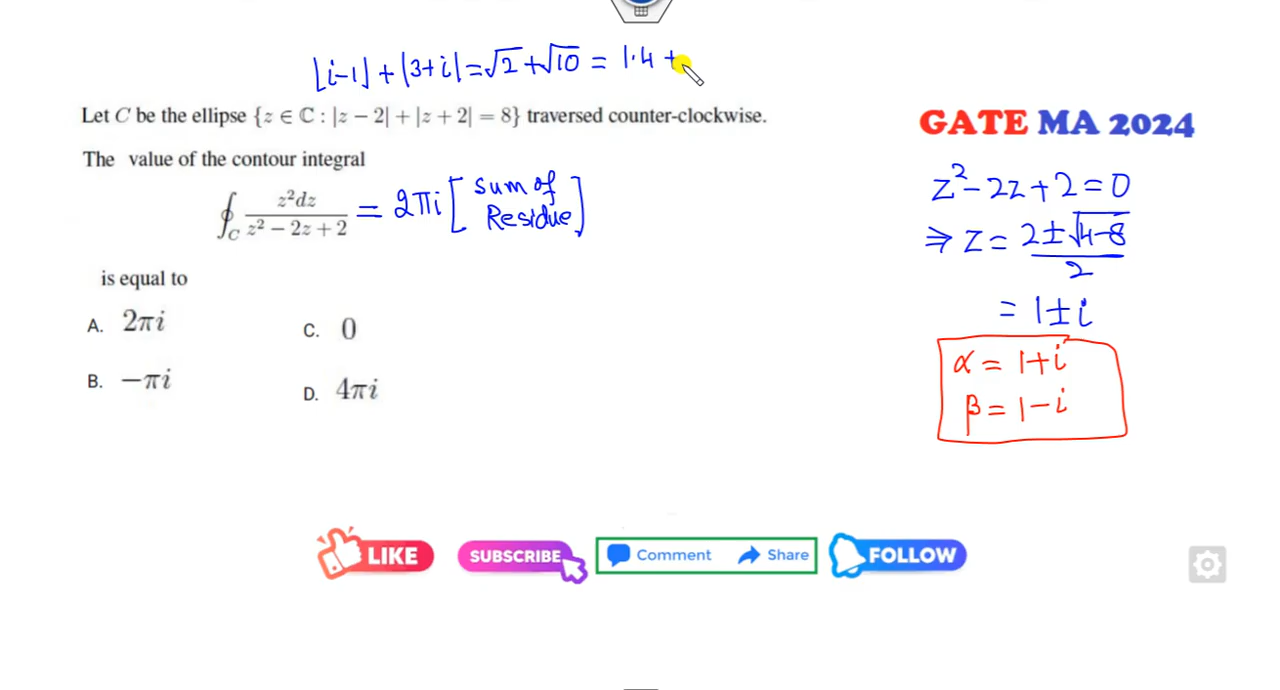 |i-1| + |3+i| = √2 + √10 = 1.4 +
Let C be the ellipse {z ∈ ℂ : |z − 2| + |z + 2| = 8} traversed counter-clockwise.
The value of the contour integral
∮_C z²dz / (z² − 2z + 2) = 2πi [Sum of Residue]
is equal to
A. 2πi
C. 0
B. −πi
D. 4πi
GATE MA 2024
z² - 2z + 2 = 0
⇒ z = (2 ± √4-8) / 2
= 1 ± i
α = 1+i
β = 1-i
LIKE
SUBSCRIBE
Comment
Share
FOLLOW